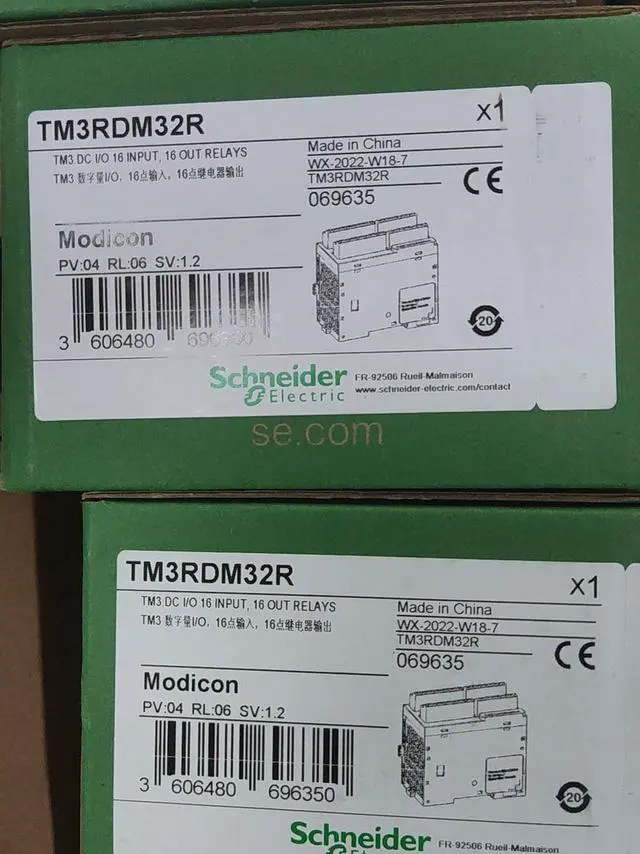 TM3RDM32R
x1
TM3 DC I/O 16 INPUT, 16 OUT RELAYS
TM3 数字量I/O, 16点输入, 16点继电器输出
Made in China
WX-2022-W18-7
TM3RDM32R
069635
CE
Modicon
PV:04 RL:06 SV:1.2
3 606480 696350
20
Schneider
Electric
FR-92506 Rueil-Malmaison
www.schneider-electric.com/contact
se.com
TM3RDM32R
x1
TM3 DC I/O 16 INPUT, 16 OUT RELAYS
TM3 数字量I/O, 16点输入, 16点继电器输出
Made in China
WX-2022-W18-7
TM3RDM32R
069635
CE
Modicon
PV:04 RL:06 SV:1.2
3 606480 696350
20
Schneider
Electric
FR-92506 Rueil-Malmaison